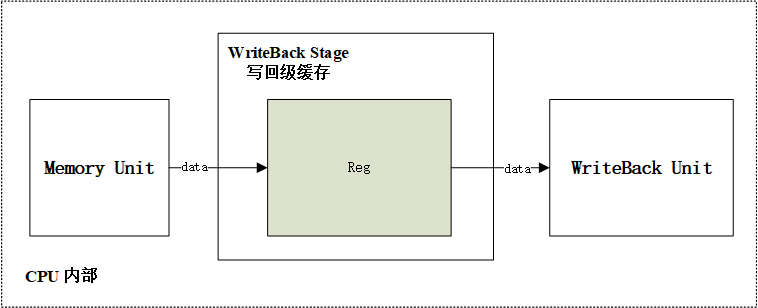 WriteBack Stage
写回级缓存
Memory Unit
data
Reg
data
WriteBack Unit
CPU 内部